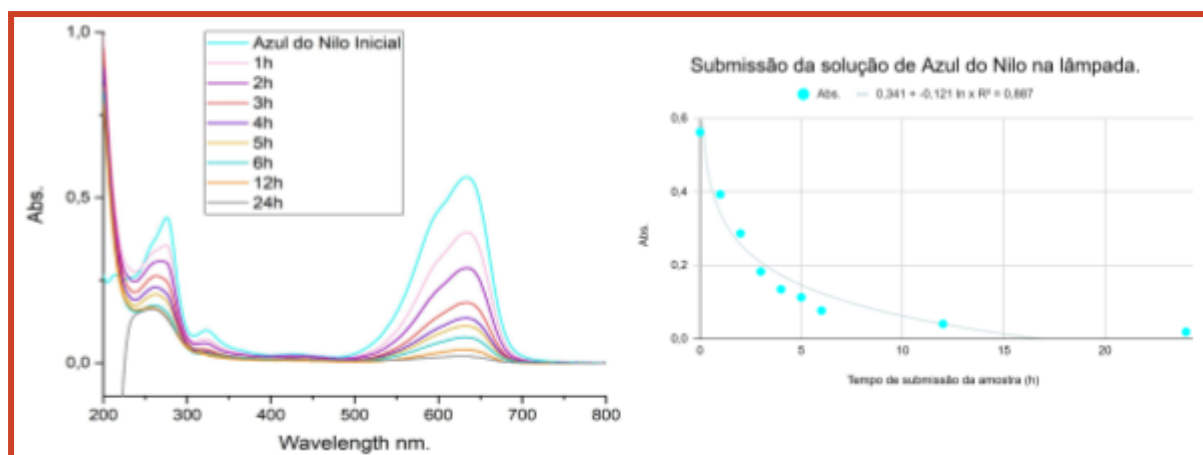 1,0
0,5
0,0
Abs.
Azul do Nilo Inicial
1h
2h
3h
4h
5h
6h
12h
24h
200 300 400 500 600 700 800
Wavelength nm.
Submissão da solução de Azul do Nilo na lâmpada.
Abs. 0,341 + -0,121 ln x R² = 0,887
0,6
0,4
0,2
0,0
Abs.
0 5 10 15 20
Tempo de submissão da amostra (h)